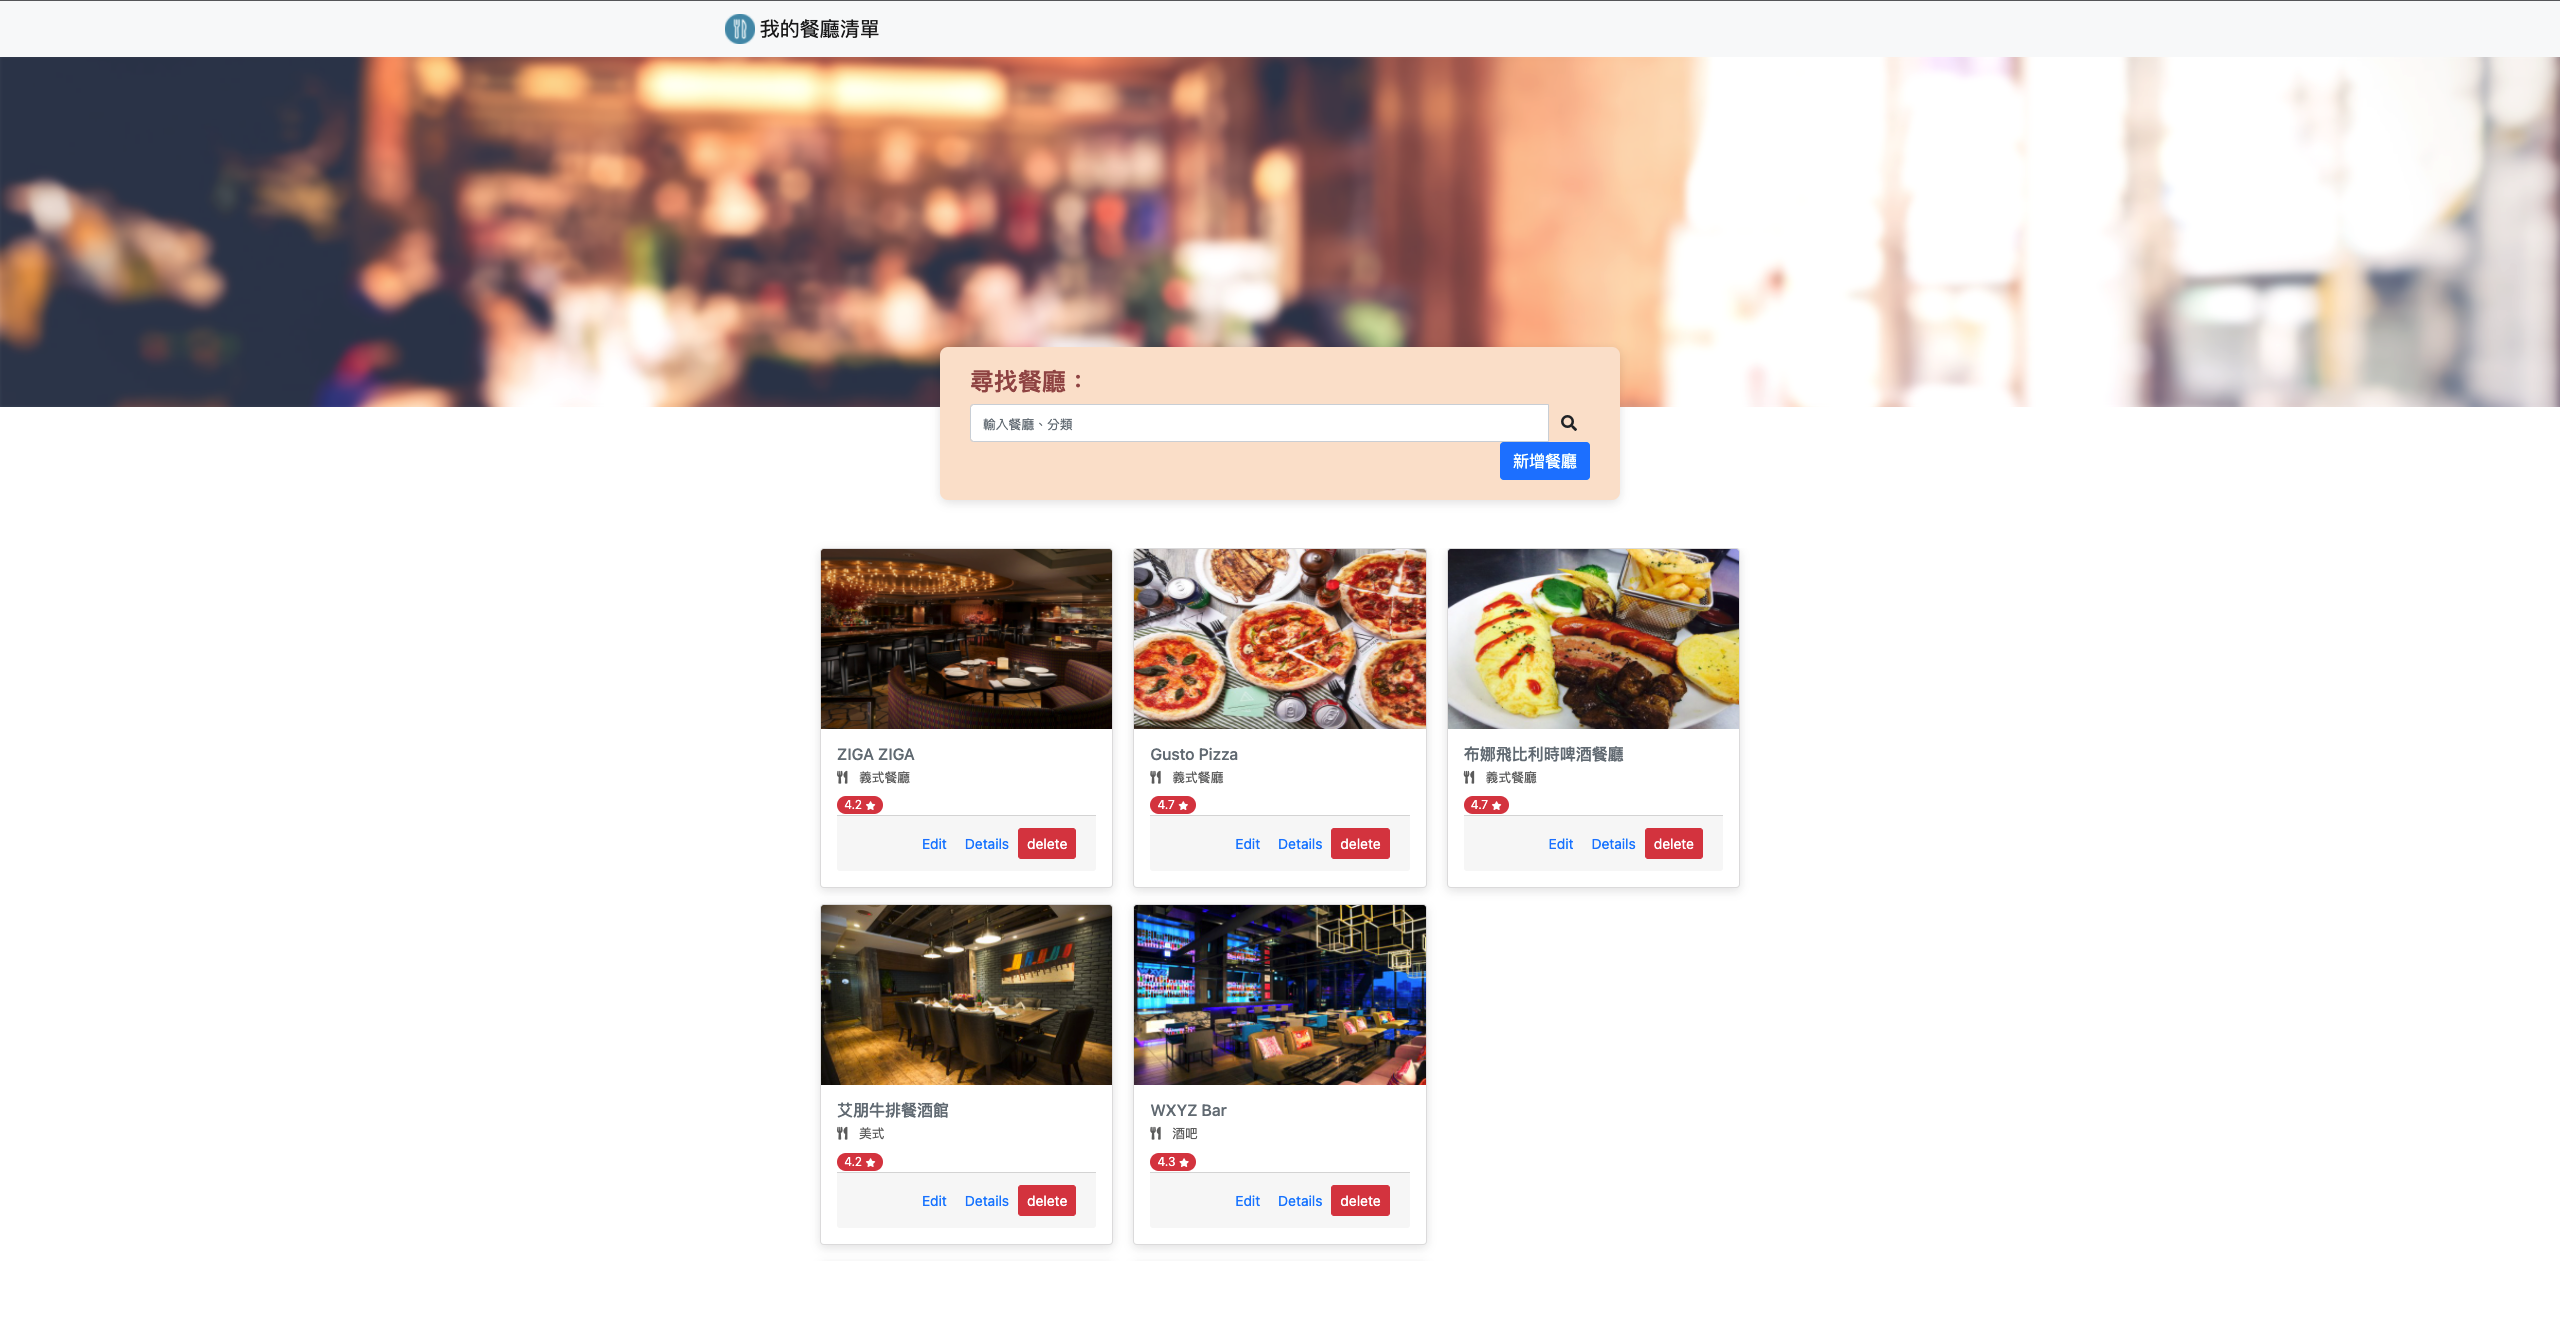 我的餐廳清單
尋找餐廳：
輸入餐廳、分類
新增餐廳
ZIGA ZIGA
義式餐廳
4.2
Edit Details delete
Gusto Pizza
義式餐廳
4.7
Edit Details delete
布娜飛比利時啤酒餐廳
義式餐廳
4.7
Edit Details delete
艾朋牛排餐酒館
美式
4.2
Edit Details delete
WXYZ Bar
酒吧
4.3
Edit Details delete